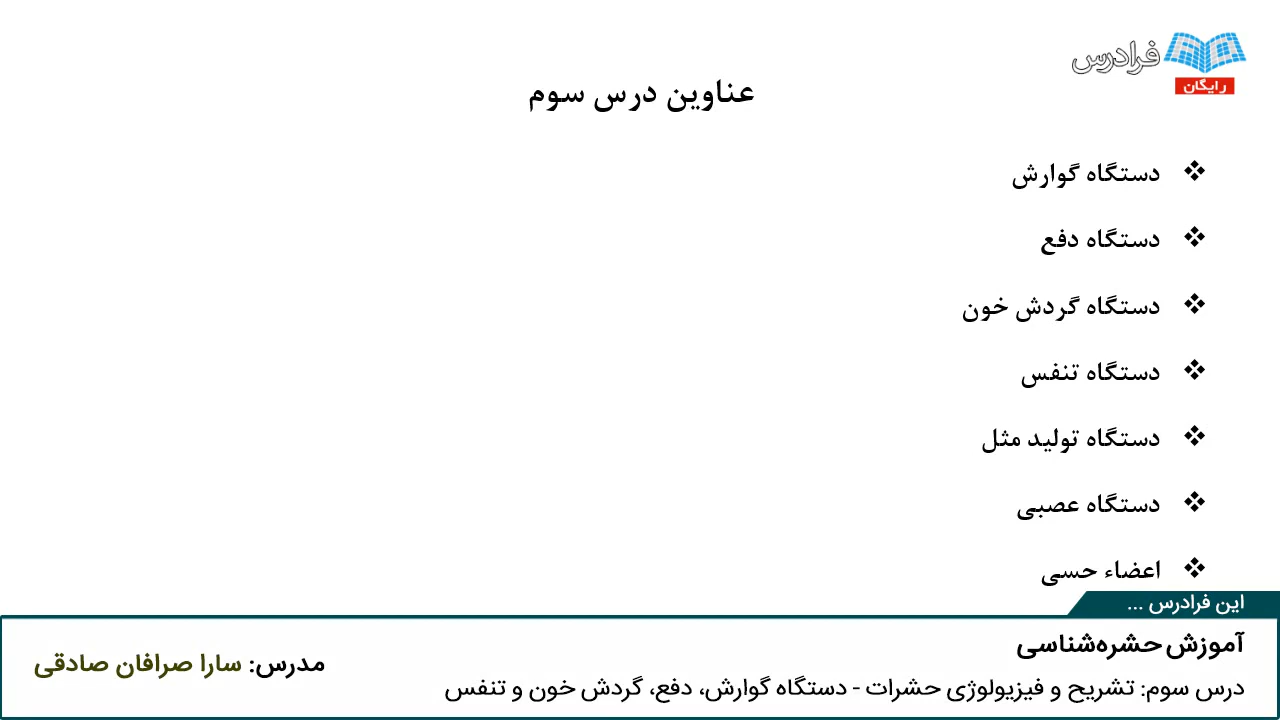 فرادرس
رایگان
عناوین درس سوم
❖ دستگاه گوارش
❖ دستگاه دفع
❖ دستگاه گردش خون
❖ دستگاه تنفس
❖ دستگاه تولید مثل
❖ دستگاه عصبی
❖ اعضاء حسی
این فرادرس ...
آموزش حشره‌شناسی
درس سوم: تشریح و فیزیولوژی حشرات - دستگاه گوارش، دفع، گردش خون و تنفس
مدرس: سارا صرافان صادقی